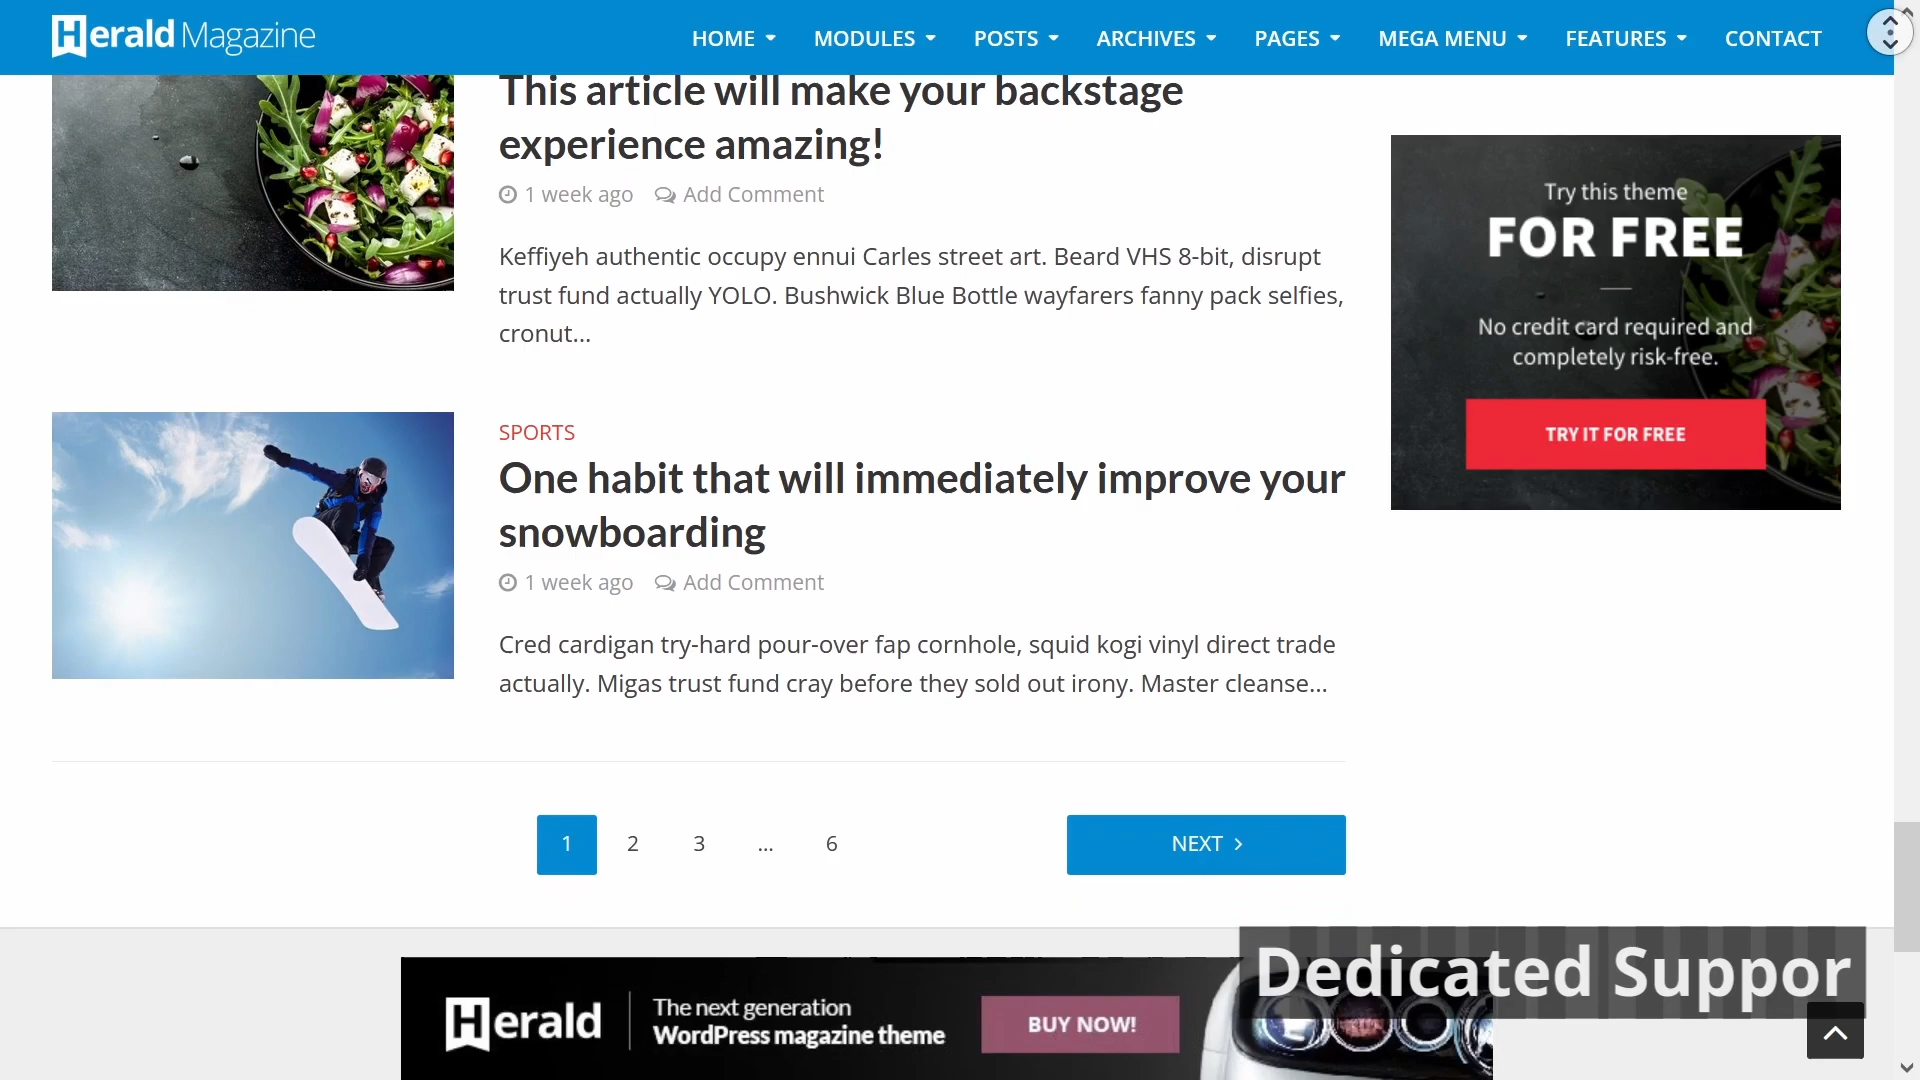 Herald Magazine
HOME
MODULES
POSTS
ARCHIVES
PAGES
MEGA MENU
FEATURES
CONTACT
This article will make your backstage
experience amazing!
1 week ago Add Comment
Keffiyeh authentic occupy ennui Carles street art. Beard VHS 8-bit, disrupt
trust fund actually YOLO. Bushwick Blue Bottle wayfarers fanny pack selfies,
cronut...
SPORTS
One habit that will immediately improve your
snowboarding
1 week ago Add Comment
Cred cardigan try-hard pour-over fap cornhole, squid kogi vinyl direct trade
actually. Migas trust fund cray before they sold out irony. Master cleanse...
1 2 3 ... 6
NEXT
Try this theme
FOR FREE
No credit card required and
completely risk-free.
TRY IT FOR FREE
Dedicated Suppor
Herald
The next generation
WordPress magazine theme
BUY NOW!